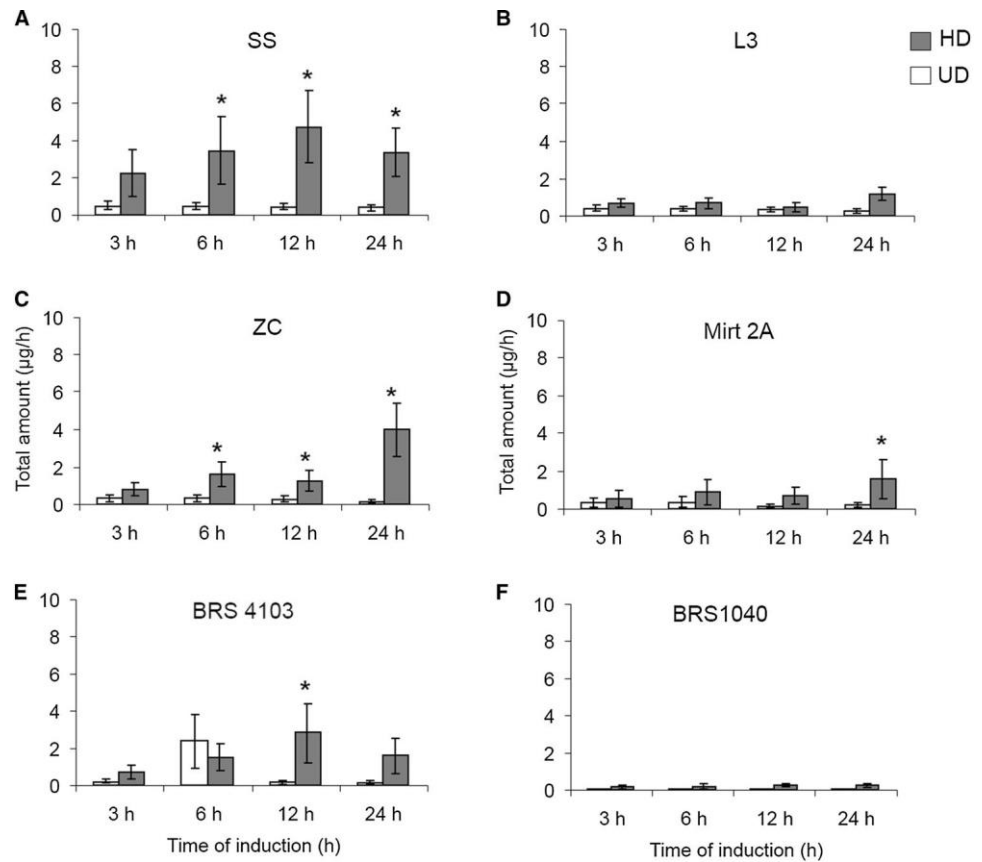 A
SS
10
8
6
4
2
0
* * *
3 h 6 h 12 h 24 h
B
L3
HD
UD
10
8
6
4
2
0
3 h 6 h 12 h 24 h
C
ZC
Total amount (µg/h)
10
8
6
4
2
0
* * *
3 h 6 h 12 h 24 h
D
Mirt 2A
Total amount (µg/h)
10
8
6
4
2
0
*
3 h 6 h 12 h 24 h
E
BRS 4103
10
8
6
4
2
0
*
3 h 6 h 12 h 24 h
Time of induction (h)
F
BRS1040
10
8
6
4
2
0
3 h 6 h 12 h 24 h
Time of induction (h)